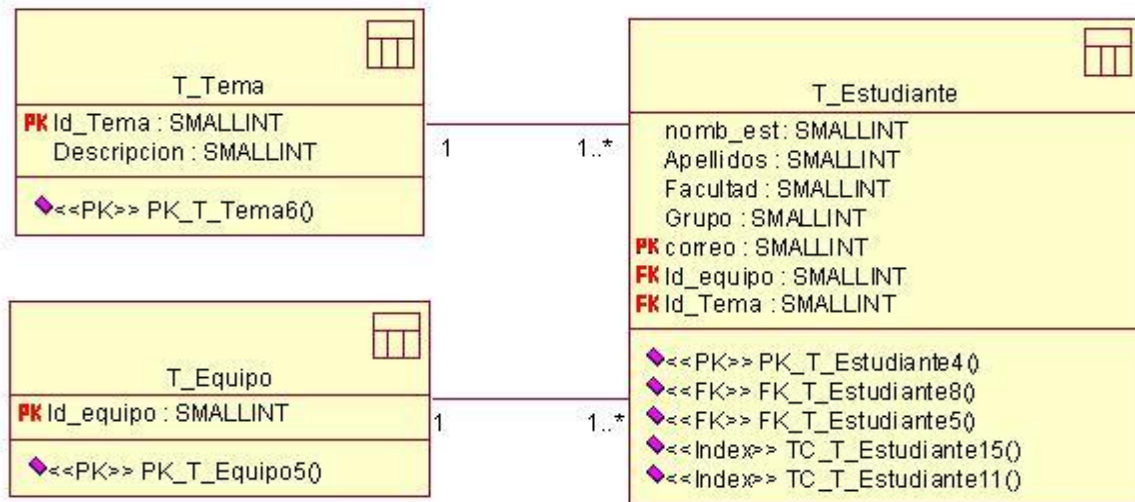 T_Tema
PK Id_Tema : SMALLINT
Descripcion : SMALLINT
<<PK>> PK_T_Tema6()
1
1..*
T_Equipo
PK Id_equipo : SMALLINT
<<PK>> PK_T_Equipo5()
1
1..*
T_Estudiante
nomb_est: SMALLINT
Apellidos : SMALLINT
Facultad : SMALLINT
Grupo : SMALLINT
PK correo : SMALLINT
FK Id_equipo : SMALLINT
FK Id_Tema : SMALLINT
<<PK>> PK_T_Estudiante4()
<<FK>> FK_T_Estudiante8()
<<FK>> FK_T_Estudiante5()
<<Index>> TC_T_Estudiante15()
<<Index>> TC_T_Estudiante11()